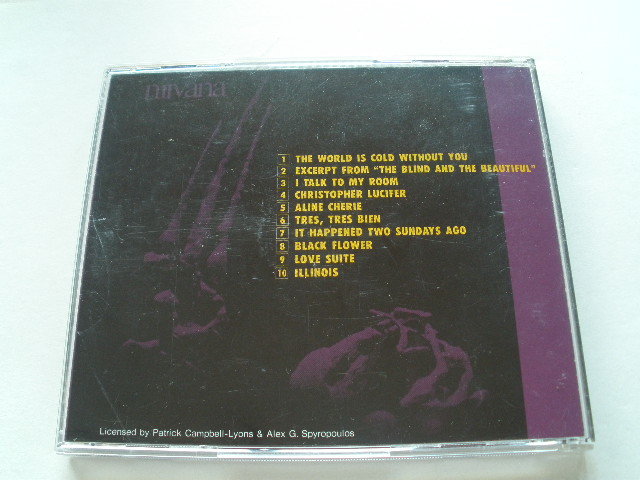 nirvana
1 THE WORLD IS COLD WITHOUT YOU
2 EXCERPT FROM "THE BLIND AND THE BEAUTIFUL"
3 I TALK TO MY ROOM
4 CHRISTOPHER LUCIFER
5 ALINE CHERIE
6 TRES, TRES BIEN
7 IT HAPPENED TWO SUNDAYS AGO
8 BLACK FLOWER
9 LOVE SUITE
10 ILLINOIS
Licensed by Patrick Campbell-Lyons & Alex G. Spyropoulos